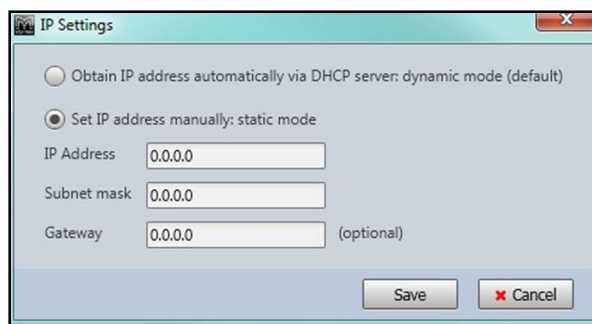 IP Settings
Obtain IP address automatically via DHCP server: dynamic mode (default)
Set IP address manually: static mode
IP Address 0.0.0.0
Subnet mask 0.0.0.0
Gateway 0.0.0.0 (optional)
Save Cancel